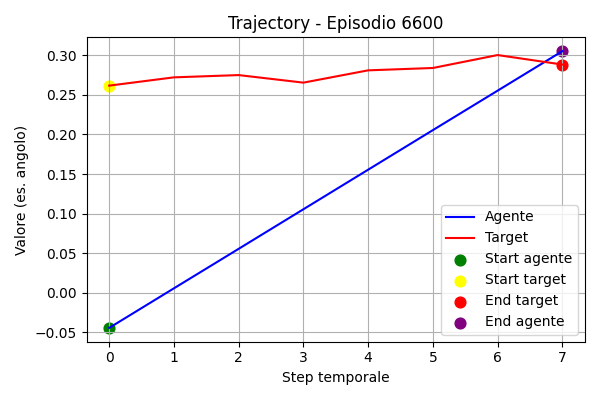 Trajectory - Episodio 6600
Valore (es. angolo)
0.30
0.25
0.20
0.15
0.10
0.05
0.00
−0.05
0 1 2 3 4 5 6 7
Step temporale
Agente
Target
Start agente
Start target
End target
End agente